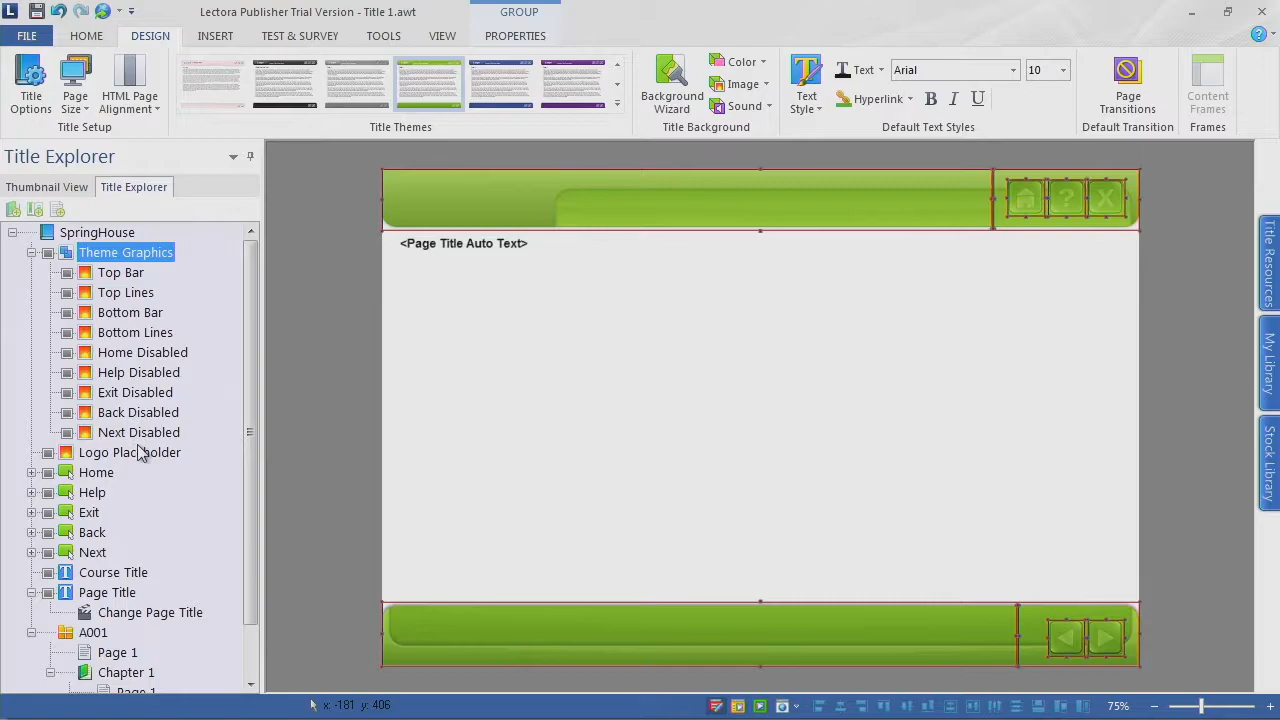 Lectora Publisher Trial Version - Title 1.awt
GROUP
FILE
HOME
DESIGN
INSERT
TEST & SURVEY
TOOLS
VIEW
PROPERTIES
Title
Options
Page
Size
HTML Page
Alignment
Title Setup
Title Themes
Background
Wizard
Color
Image
Sound
Title Background
Text
Style
Text
Arial
10
Hyperlink
B I U
Default Text Styles
Page
Transitions
Default Transition
Content
Frames
Frames
Title Explorer
Thumbnail View
Title Explorer
SpringHouse
Theme Graphics
Top Bar
Top Lines
Bottom Bar
Bottom Lines
Home Disabled
Help Disabled
Exit Disabled
Back Disabled
Next Disabled
Logo Placeholder
Home
Help
Exit
Back
Next
Course Title
Page Title
Change Page Title
A001
Page 1
Chapter 1
Page 1
<Page Title Auto Text>
Title Resources
My Library
Stock Library
x: -181 y: 406
75%